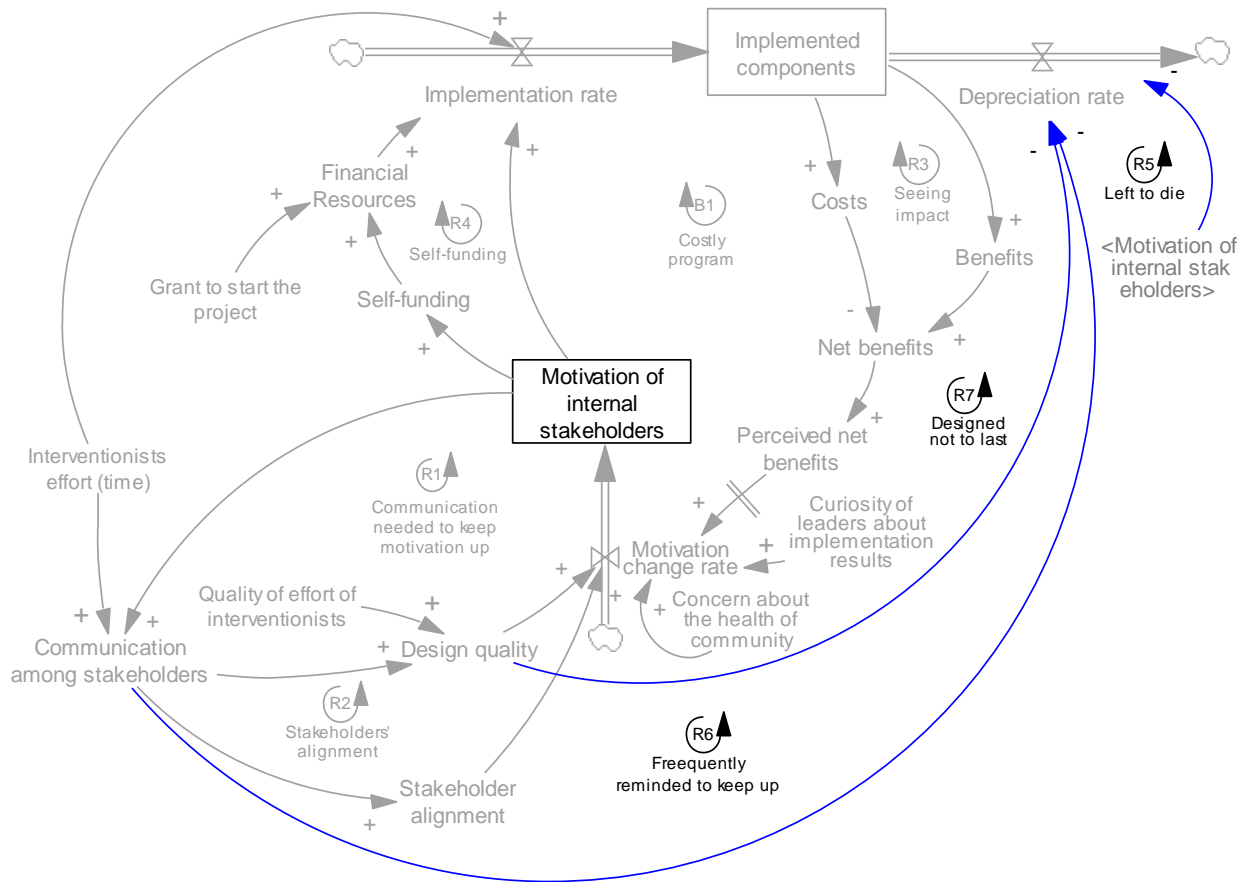 Implemented
components
Implementation rate
Depreciation rate
+
-
+
+
Financial
Resources
+
+
R4
Self-funding
B1
Costly
program
+
Costs
R3
Seeing
impact
-
-
R5
Left to die
+
Benefits
<Motivation of
internal stak
eholders>
Grant to start the
project
+
Self-funding
+
-
Net benefits
+
Motivation of
internal
stakeholders
R7
Designed
not to last
+
Perceived net
benefits
Interventionists
effort (time)
R1
Communication
needed to keep
motivation up
+
Curiosity of
leaders about
implementation
results
+
Motivation
change rate
+
+
+
Concern about
the health of
community
Quality of effort of
interventionists
+
Design quality
+
+
+
Communication
among stakeholders
R2
Stakeholders'
alignment
R6
Freequently
reminded to keep up
Stakeholder
alignment
+